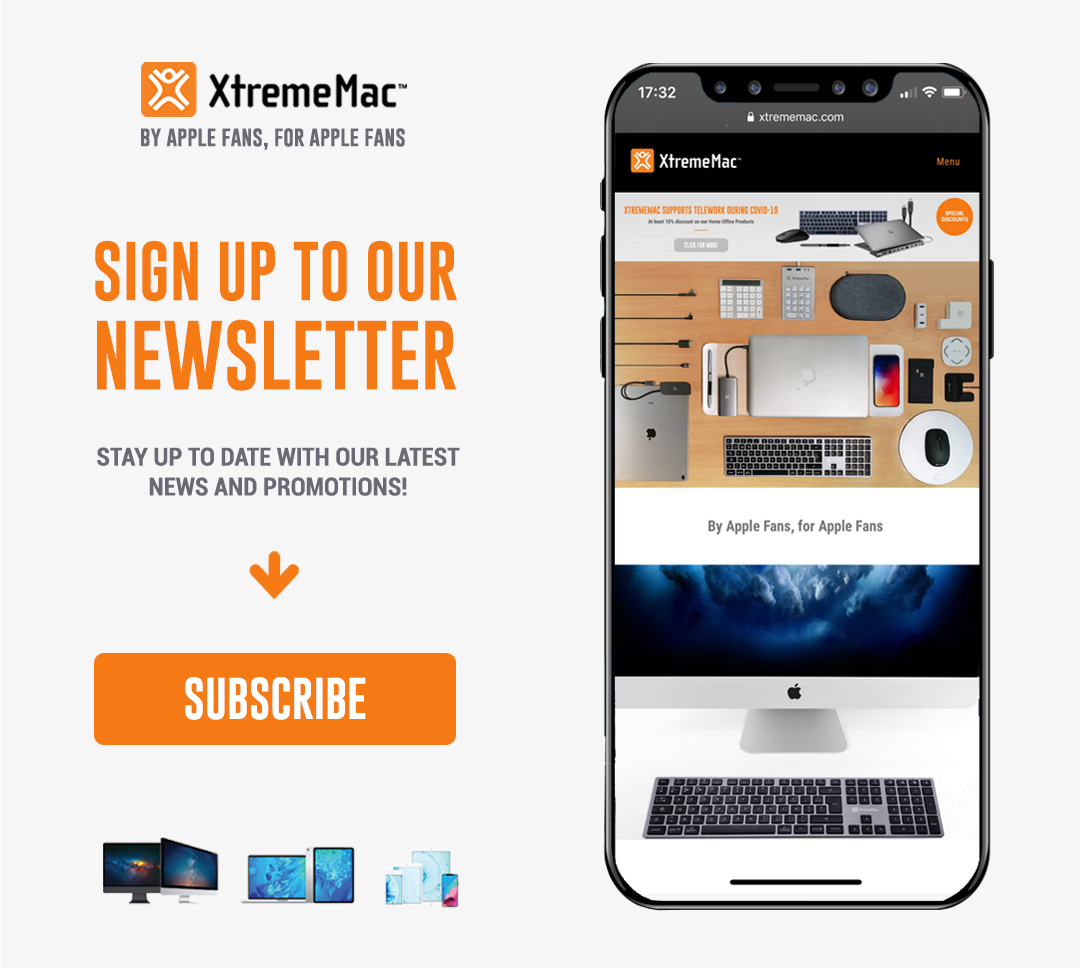 XtremeMac™
BY APPLE FANS, FOR APPLE FANS
SIGN UP TO OUR
NEWSLETTER
STAY UP TO DATE WITH OUR LATEST
NEWS AND PROMOTIONS!
SUBSCRIBE
17:32
xtrememac.com
XtremeMac™
Menu
XTREMEMAC SUPPORTS TELEWORK DURING COVID-19
At least 10% discount on our Home Office Products
CLICK FOR MORE
SPECIAL
DISCOUNTS
By Apple Fans, for Apple Fans
XtremeMac